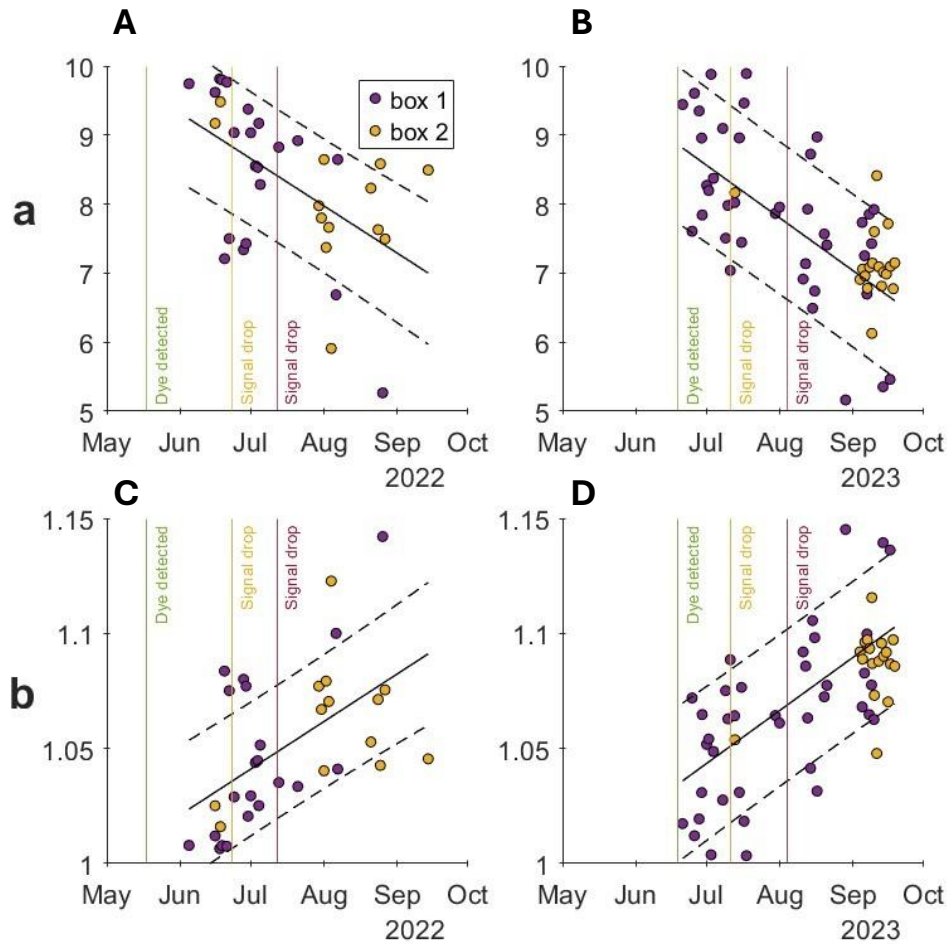 A
B
10
9
8
7
6
5
a
box 1
box 2
Dye detected
Signal drop
Signal drop
May Jun Jul Aug Sep Oct
2022
10
9
8
7
6
5
Dye detected
Signal drop
Signal drop
May Jun Jul Aug Sep Oct
2023
C
D
1.15
1.1
1.05
1
b
Dye detected
Signal drop
Signal drop
May Jun Jul Aug Sep Oct
2022
1.15
1.1
1.05
1
Dye detected
Signal drop
Signal drop
May Jun Jul Aug Sep Oct
2023